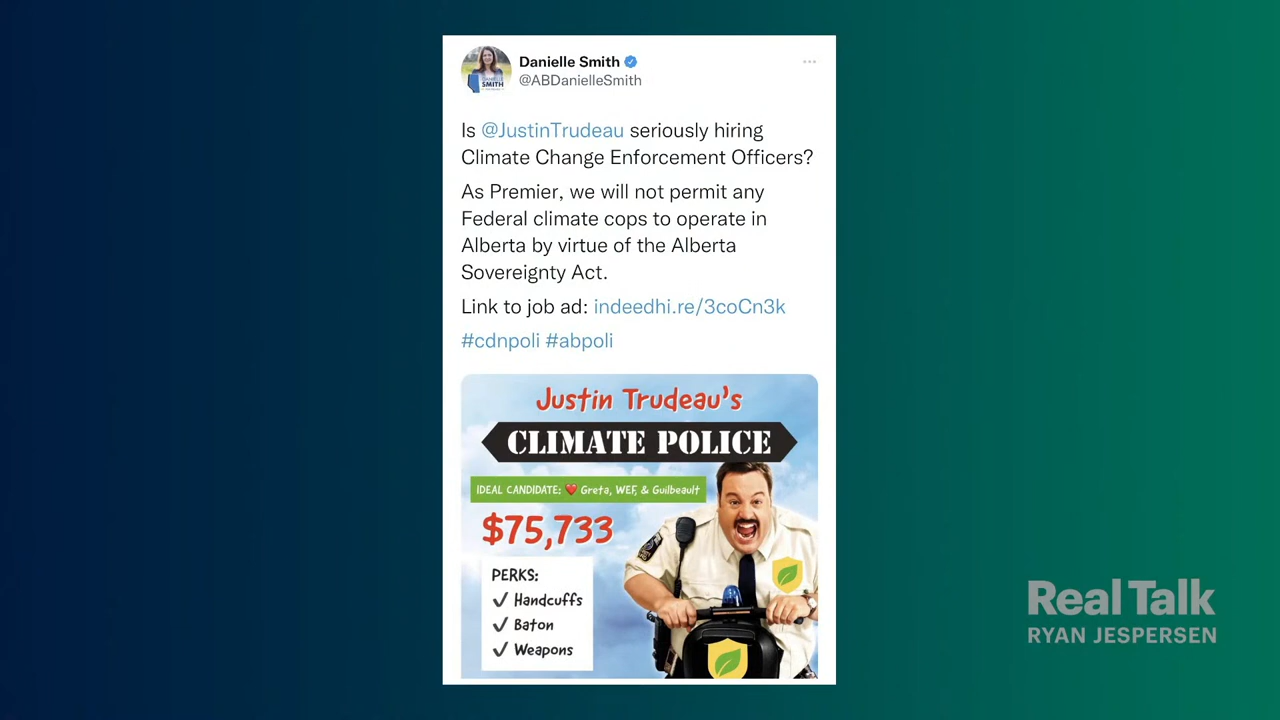 Danielle Smith
@ABDanielleSmith
Is @JustinTrudeau seriously hiring
Climate Change Enforcement Officers?
As Premier, we will not permit any
Federal climate cops to operate in
Alberta by virtue of the Alberta
Sovereignty Act.
Link to job ad: indeedhi.re/3coCn3k
#cdnpoli #abpoli
Justin Trudeau's
CLIMATE POLICE
IDEAL CANDIDATE: ❤️ Greta, WEF, & Guilbeault
$75,733
PERKS:
✓ Handcuffs
✓ Baton
✓ Weapons
Real Talk
RYAN JESPERSEN
SMITH